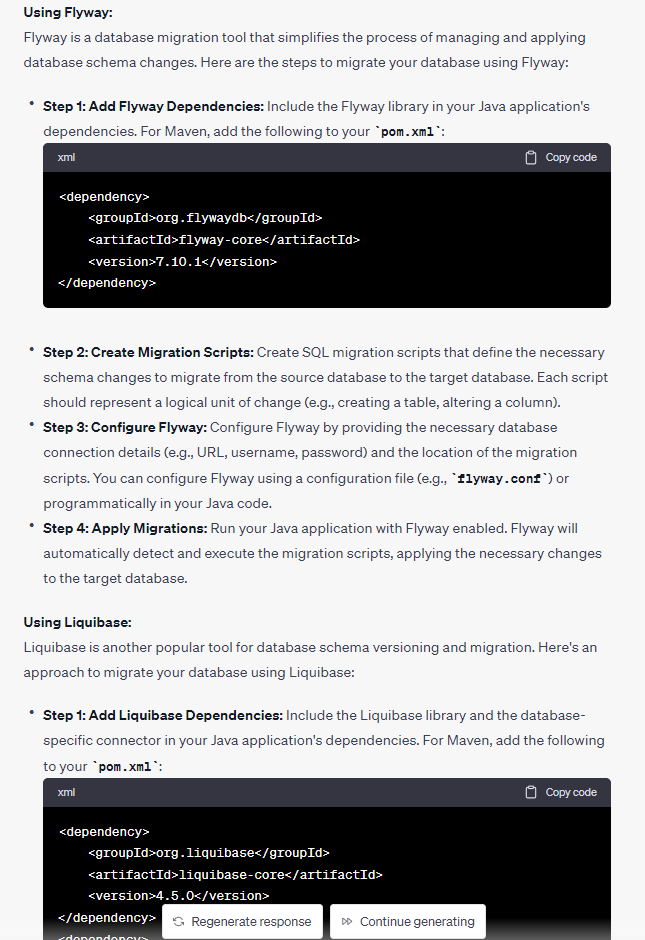 Using Flyway:
Flyway is a database migration tool that simplifies the process of managing and applying
database schema changes. Here are the steps to migrate your database using Flyway:
• Step 1: Add Flyway Dependencies: Include the Flyway library in your Java application's
dependencies. For Maven, add the following to your `pom.xml`:
xml Copy code
<dependency>
    <groupId>org.flywaydb</groupId>
    <artifactId>flyway-core</artifactId>
    <version>7.10.1</version>
</dependency>
• Step 2: Create Migration Scripts: Create SQL migration scripts that define the necessary
schema changes to migrate from the source database to the target database. Each script
should represent a logical unit of change (e.g., creating a table, altering a column).
• Step 3: Configure Flyway: Configure Flyway by providing the necessary database
connection details (e.g., URL, username, password) and the location of the migration
scripts. You can configure Flyway using a configuration file (e.g., `flyway.conf`) or
programmatically in your Java code.
• Step 4: Apply Migrations: Run your Java application with Flyway enabled. Flyway will
automatically detect and execute the migration scripts, applying the necessary changes
to the target database.
Using Liquibase:
Liquibase is another popular tool for database schema versioning and migration. Here's an
approach to migrate your database using Liquibase:
• Step 1: Add Liquibase Dependencies: Include the Liquibase library and the database-
specific connector in your Java application's dependencies. For Maven, add the following
to your `pom.xml`:
xml Copy code
<dependency>
    <groupId>org.liquibase</groupId>
    <artifactId>liquibase-core</artifactId>
    <version>4.5.0</version>
</dependency>
Regenerate response Continue generating
<dependency>